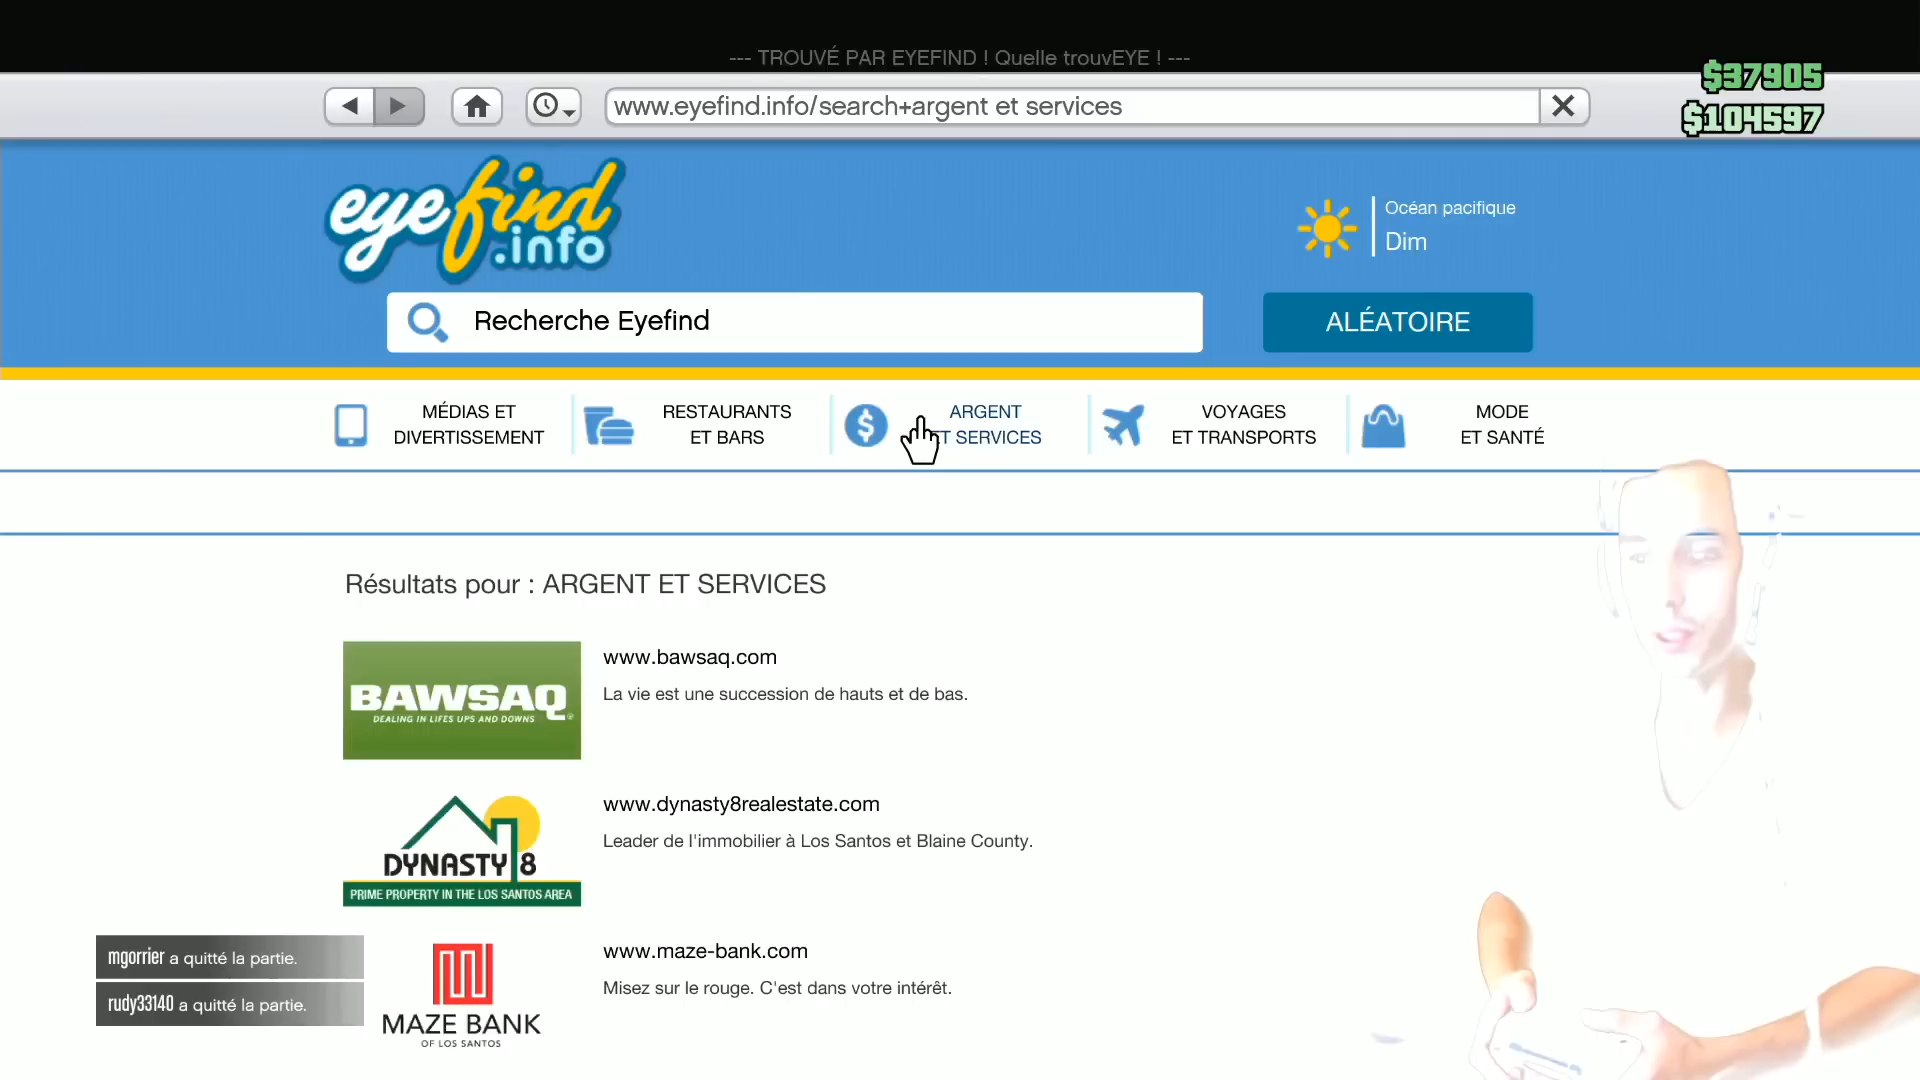 --- TROUVÉ PAR EYEFIND ! Quelle trouvEYE ! ---
$37905
www.eyefind.info/search+argent et services
$104597
eyefind
.info
Océan pacifique
Dim
Recherche Eyefind
ALÉATOIRE
MÉDIAS ET
DIVERTISSEMENT
RESTAURANTS
ET BARS
ARGENT
ET SERVICES
VOYAGES
ET TRANSPORTS
MODE
ET SANTÉ
Résultats pour : ARGENT ET SERVICES
BAWSAQ
DEALING IN LIFES UPS AND DOWNS
www.bawsaq.com
La vie est une succession de hauts et de bas.
DYNASTY 8
PRIME PROPERTY IN THE LOS SANTOS AREA
www.dynasty8realestate.com
Leader de l'immobilier à Los Santos et Blaine County.
mgorrier a quitté la partie.
rudy33140 a quitté la partie.
MAZE BANK
OF LOS SANTOS
www.maze-bank.com
Misez sur le rouge. C'est dans votre intérêt.